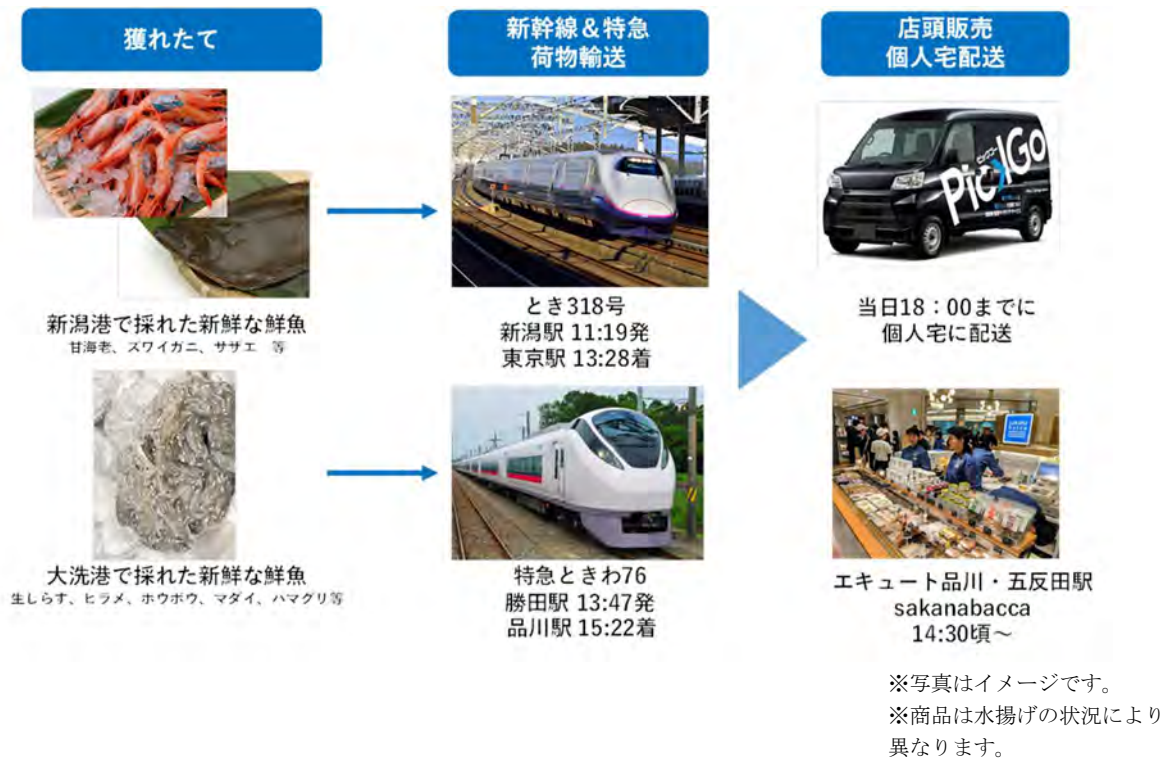 獲れたて
新幹線＆特急
荷物輸送
店頭販売
個人宅配送
新潟港で採れた新鮮な鮮魚
甘海老、ズワイガニ、サザエ　等
大洗港で採れた新鮮な鮮魚
生しらす、ヒラメ、ホウボウ、マダイ、ハマグリ等
とき318号
新潟駅 11:19発
東京駅 13:28着
特急ときわ76
勝田駅 13:47発
品川駅 15:22着
ピックゴー
PickGo
当日18：00までに
個人宅に配送
エキュート品川・五反田駅
sakanabacca
14:30頃～
※写真はイメージです。
※商品は水揚げの状況により
異なります。